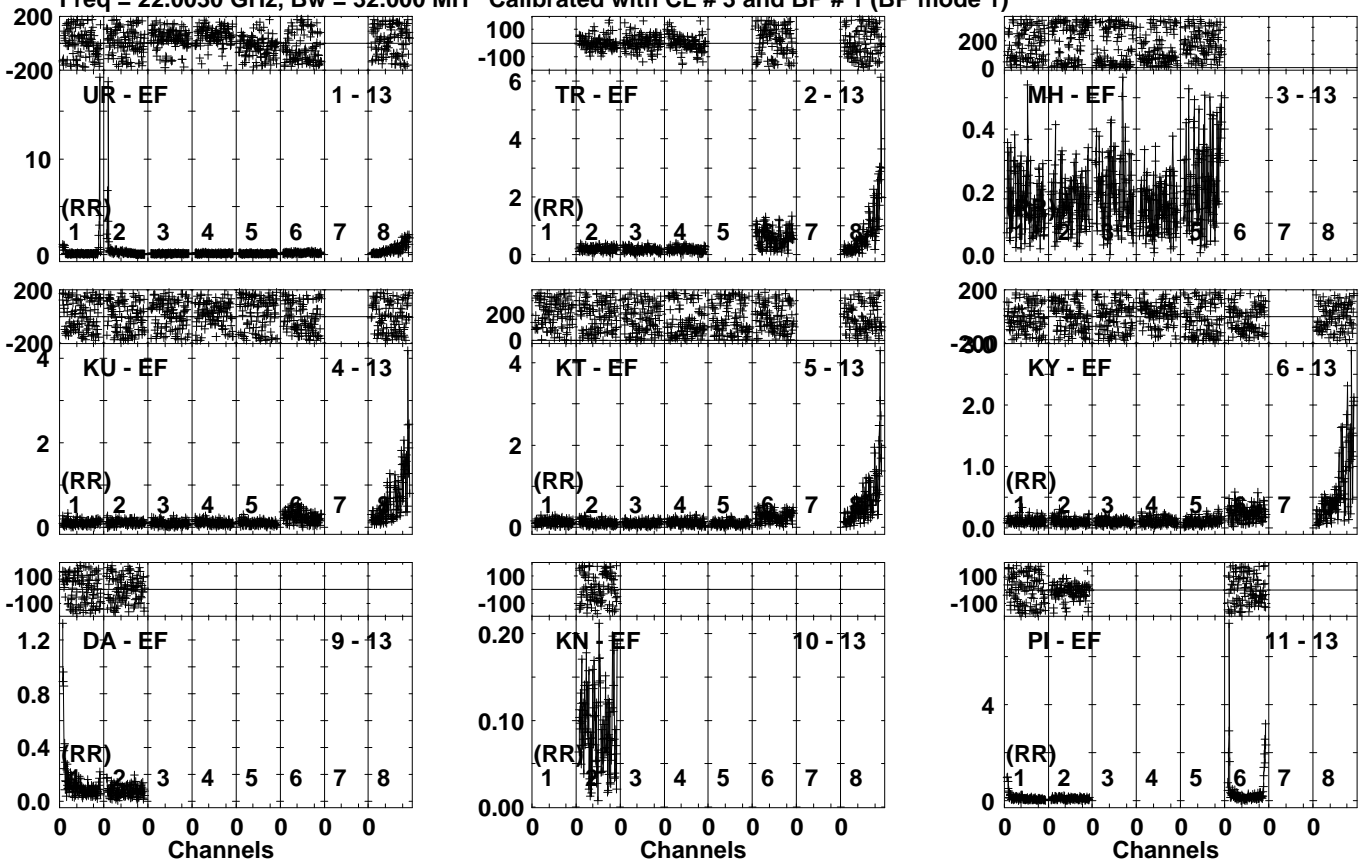 Freq = 22.0030 GHz, Bw = 32.000 MH Calibrated with CL # 3 and BP # 1 (BP mode 1)
200
-200
10
0
UR - EF 1 - 13
(RR)
1 2 3 4 5 6 7 8
100
-100
6
4
2
0
TR - EF 2 - 13
(RR)
1 2 3 4 5 6 7 8
200
0
0.4
0.2
0.0
MH - EF 3 - 13
2 3 5 6 7 8
200
-200
4
2
0
KU - EF 4 - 13
(RR)
1 2 3 4 5 6 7 8
200
0
4
2
0
KT - EF 5 - 13
(RR)
1 2 3 4 5 6 7 8
200
-200
3.0
2.0
1.0
0.0
KY - EF 6 - 13
(RR)
1 2 3 4 5 6 7 8
100
-100
1.2
0.8
0.4
0.0
DA - EF 9 - 13
(RR)
2 3 4 5 6 7 8
0 0 0 0 0 0 0 0
Channels
0.20
0.10
0.00
KN - EF 10 - 13
(RR)
1 2 3 4 5 6 7 8
0 0 0 0 0 0 0 0
Channels
100
-100
4
0
PI - EF 11 - 13
(RR)
1 2 3 4 5 6 7 8
0 0 0 0 0 0 0 0
Channels